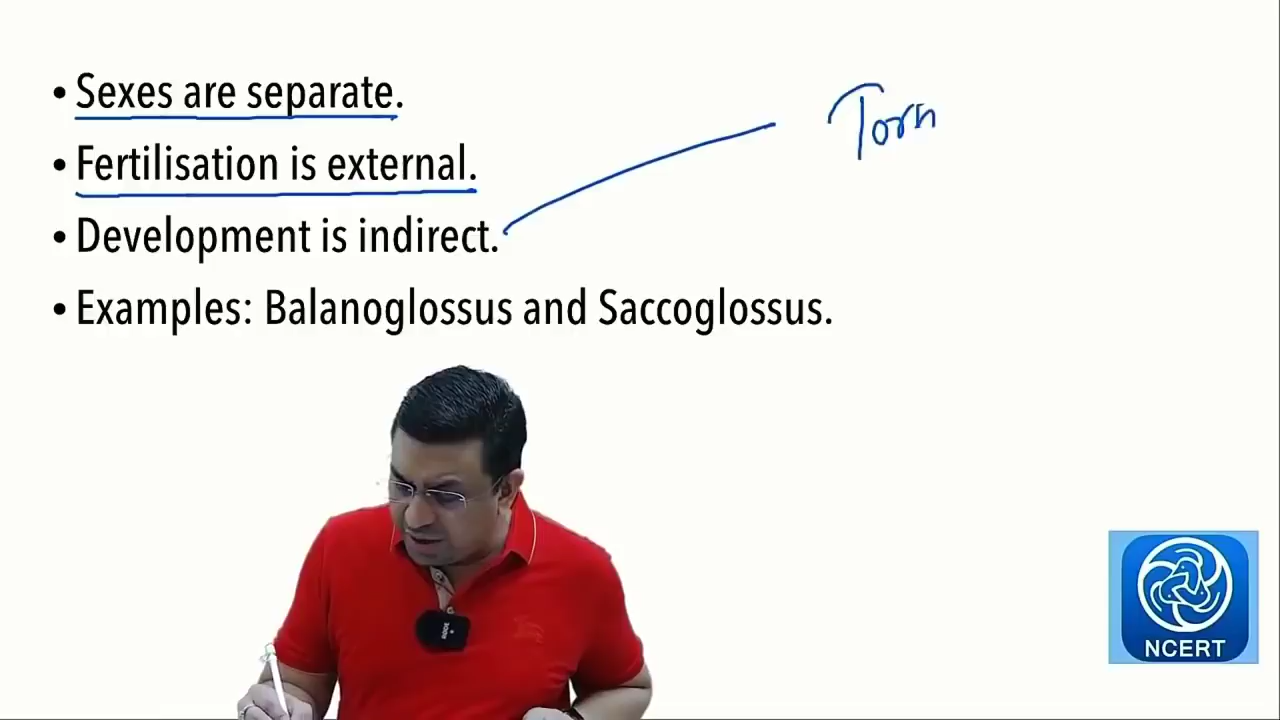 • Sexes are separate.
• Fertilisation is external.
• Development is indirect.
Torn
• Examples: Balanoglossus and Saccoglossus.
NCERT